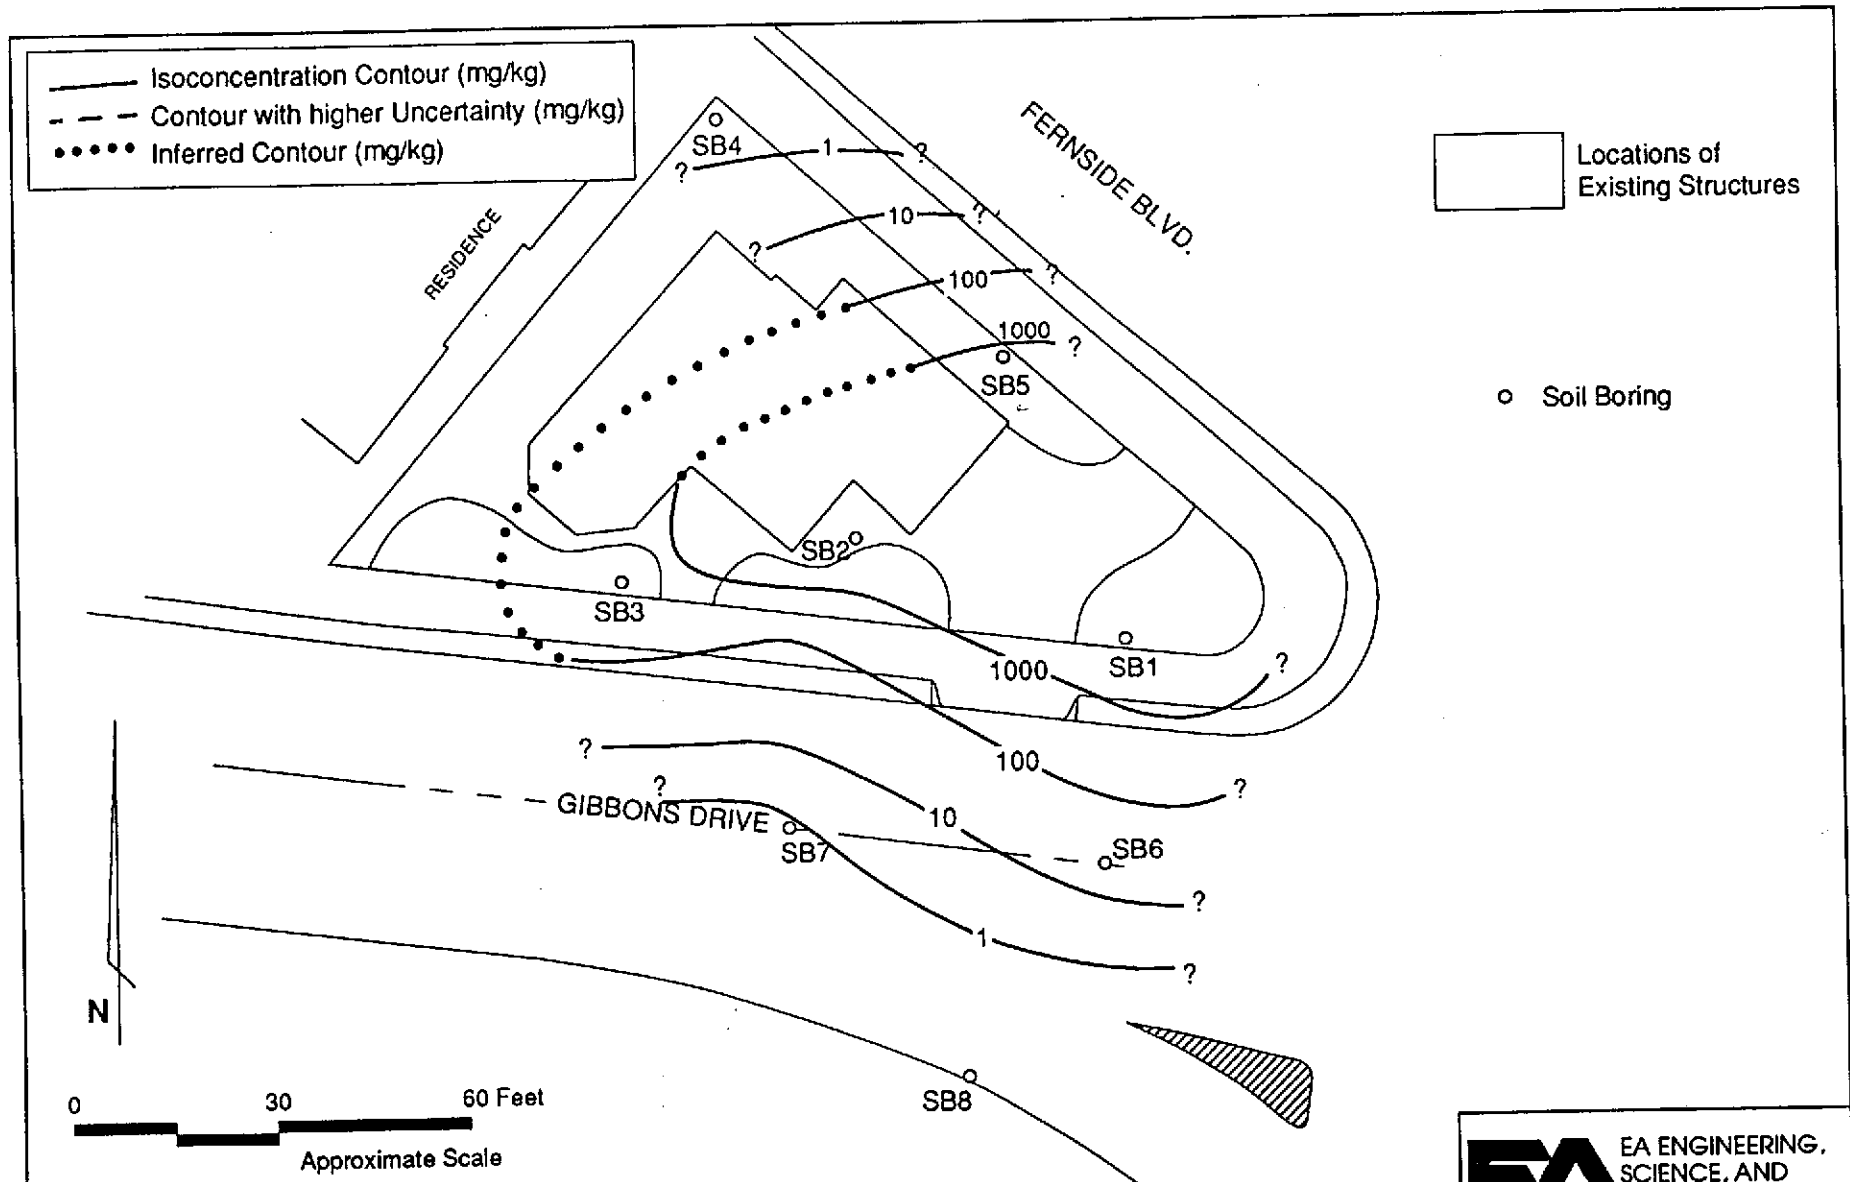 Isoconcentration Contour (mg/kg)
Contour with higher Uncertainty (mg/kg)
Inferred Contour (mg/kg)
SB4
? 1 ?
FERNSIDE BLVD.
Locations of
Existing Structures
RESIDENCE
? 10 ?
100 ?
1000 ?
SB5
Soil Boring
SB2
SB3
SB1
1000 ?
100 ?
? 10 ?
? 1 ?
GIBBONS DRIVE
SB7
SB6
N
SB8
0 30 60 Feet
Approximate Scale
EA
EA ENGINEERING,
SCIENCE, AND